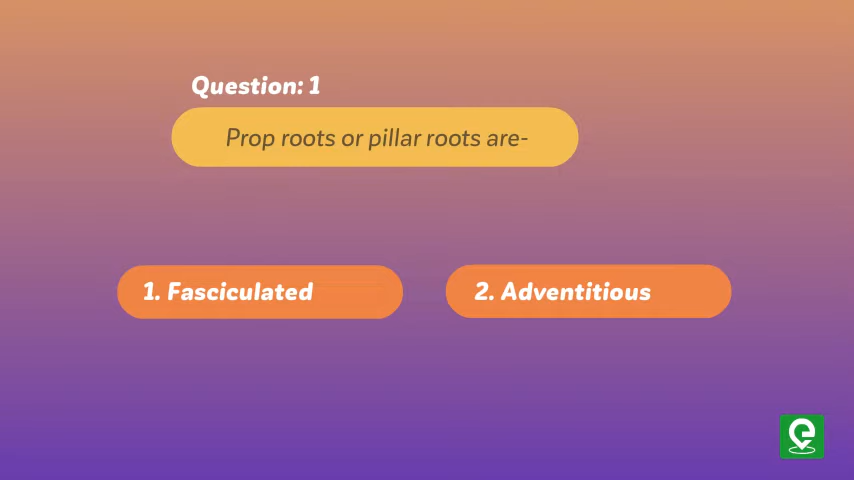 Question: 1
Prop roots or pillar roots are-
1. Fasciculated
2. Adventitious